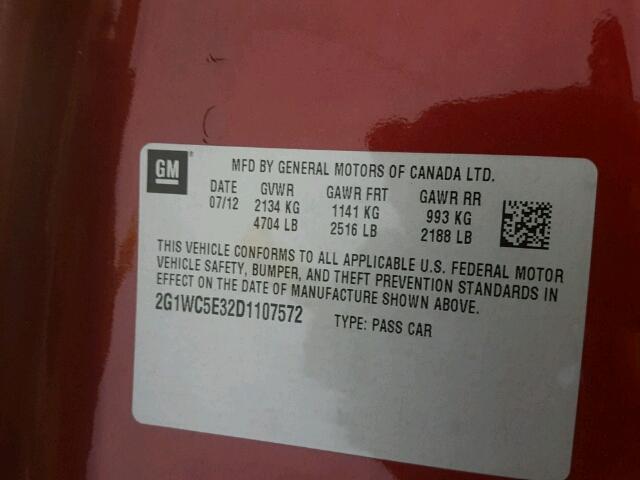 GM
MFD BY GENERAL MOTORS OF CANADA LTD.
DATE GVWR GAWR FRT GAWR RR
07/12 2134 KG 1141 KG 993 KG
4704 LB 2516 LB 2188 LB
THIS VEHICLE CONFORMS TO ALL APPLICABLE U.S. FEDERAL MOTOR
VEHICLE SAFETY, BUMPER, AND THEFT PREVENTION STANDARDS IN
EFFECT ON THE DATE OF MANUFACTURE SHOWN ABOVE.
2G1WC5E32D1107572 TYPE: PASS CAR